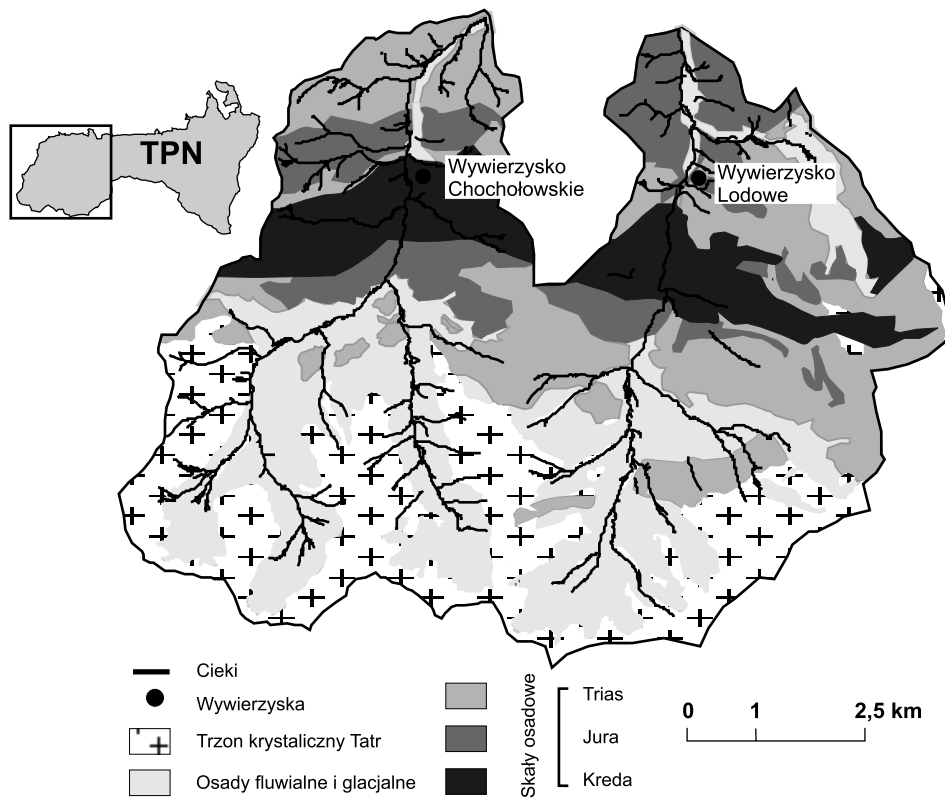 TPN
Wywierzysko
Chochołowskie
Wywierzysko
Lodowe
Cieki
Wywierzyska
Trzon krystaliczny Tatr
Osady fluwialne i glacjalne
Skały osadowe
Trias
Jura
Kreda
0 1 2,5 km